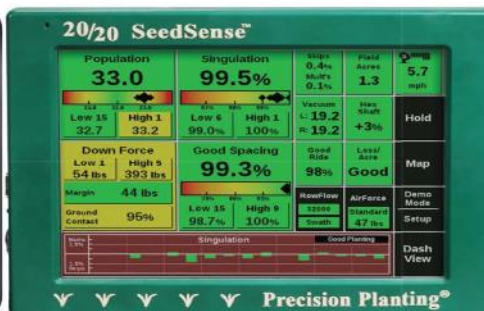 20/20 SeedSense™
Population
33.0
Low 15
32.7
High 1
33.2
Singulation
99.5%
Low 6
99.0%
High 1
100%
Skips
0.4%
Mult's
0.1%
Field
Acres
1.3
5.7
mph
Vacuum
L: 19.2
R: 19.2
Hex
Shaft
+3%
Hold
Down Force
Low 1
54 lbs
High 5
393 lbs
Margin 44 lbs
Ground
Contact 95%
Good Spacing
99.3%
Low 15
98.7%
High 9
100%
Good
Ride
98%
Loss/
Acre
Good
Map
RowFlow
Swath
AirForce
Standard
47 lbs
Demo
Mode
Setup
Singulation
Good Planting
Dash
View
Precision Planting®